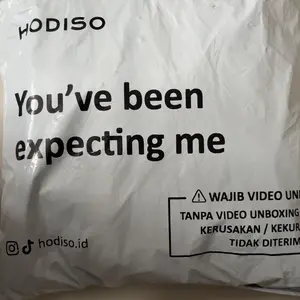 HODISO
You've been
expecting me
⚠ WAJIB VIDEO
TANPA VIDEO UNBOXING
KERUSAKAN /
TIDAK
hodiso.id